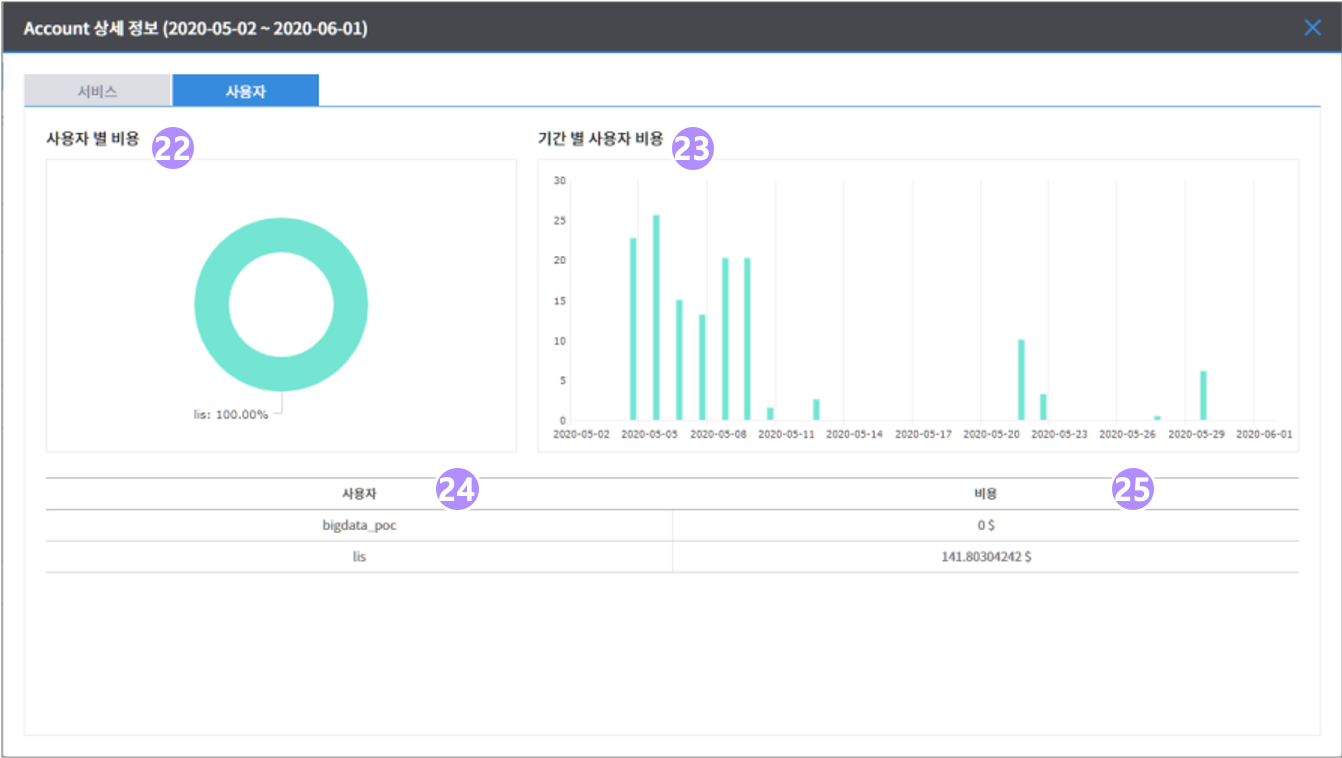 Account 상세 정보 (2020-05-02 ~ 2020-06-01)
서비스 사용자
사용자 별 비용 22
기간 별 사용자 비용 23
lis: 100.00%
30
25
20
15
10
5
0
2020-05-02 2020-05-05 2020-05-08 2020-05-11 2020-05-14 2020-05-17 2020-05-20 2020-05-23 2020-05-26 2020-05-29 2020-06-01
사용자 24 비용 25
bigdata_poc 0 $
lis 141.80304242 $